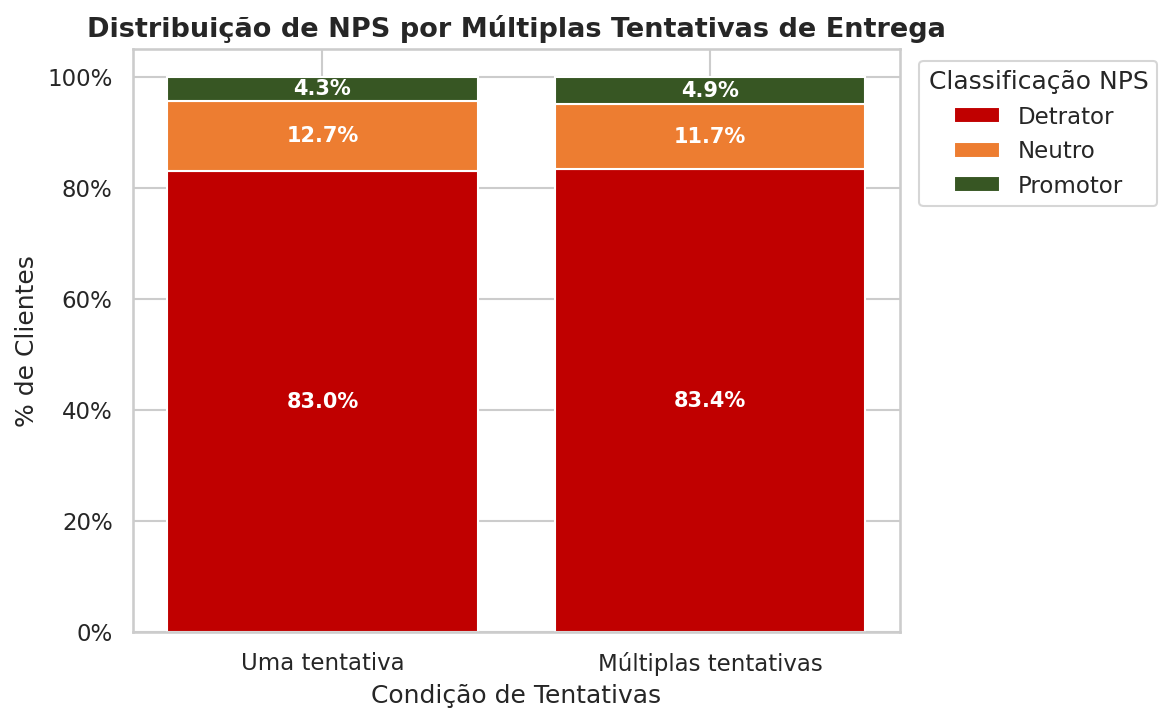 Distribuição de NPS por Múltiplas Tentativas de Entrega
Classificação NPS
Detrator
Neutro
Promotor
% de Clientes
100%
80%
60%
40%
20%
0%
4.3%
12.7%
83.0%
4.9%
11.7%
83.4%
Uma tentativa
Múltiplas tentativas
Condição de Tentativas